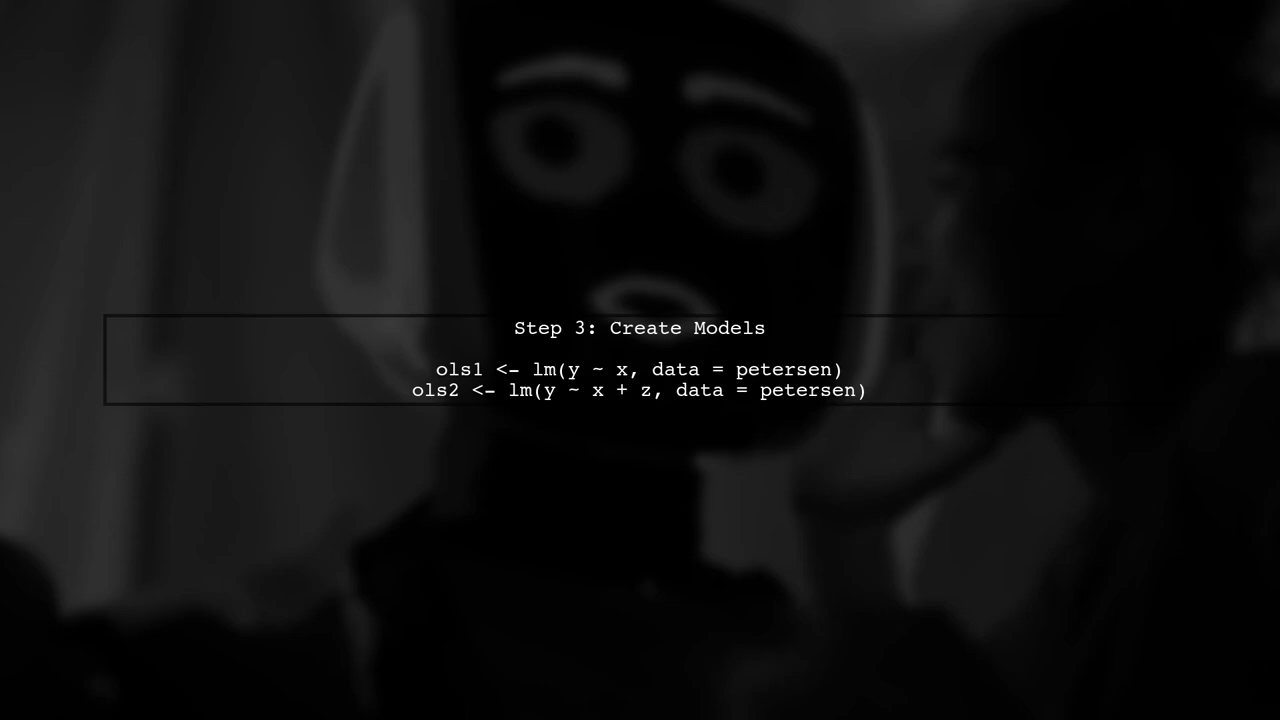 Step 3: Create Models
ols1 <- lm(y ~ x, data = petersen)
ols2 <- lm(y ~ x + z, data = petersen)